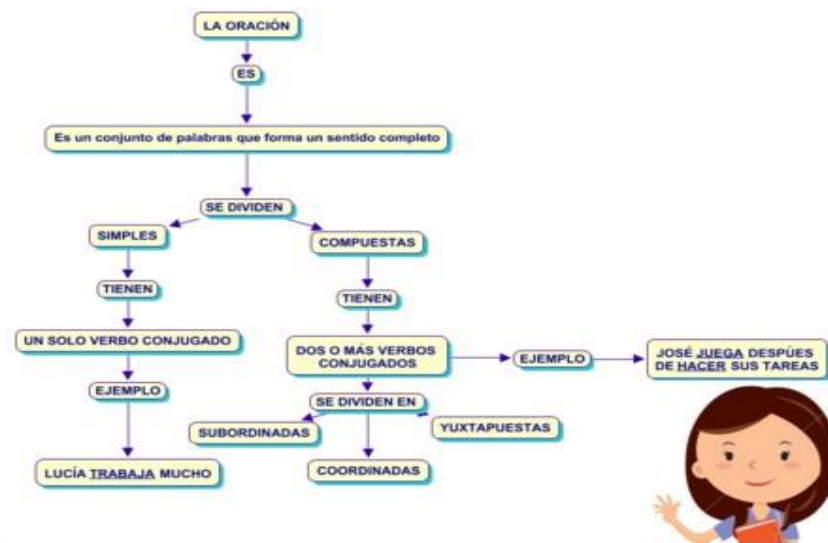 LA ORACIÓN
ES
Es un conjunto de palabras que forma un sentido completo
SE DIVIDEN
SIMPLES
COMPUESTAS
TIENEN
TIENEN
UN SOLO VERBO CONJUGADO
DOS O MÁS VERBOS
CONJUGADOS
EJEMPLO
JOSÉ JUEGA DESPÚES
DE HACER SUS TAREAS
EJEMPLO
SE DIVIDEN EN
SUBORDINADAS
YUXTAPUESTAS
LUCÍA TRABAJA MUCHO
COORDINADAS